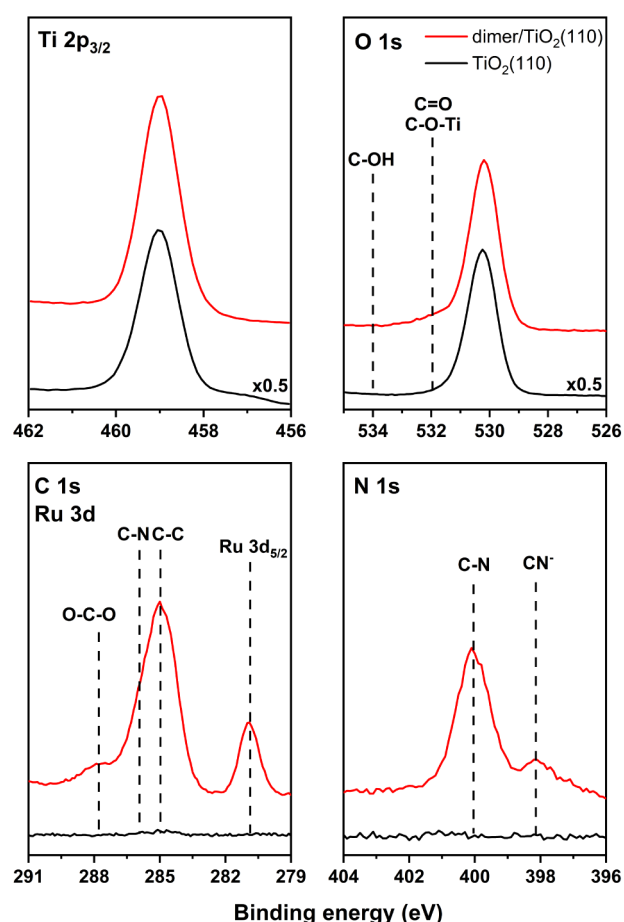 Ti 2p3/2
x0.5
462 460 458 456
O 1s
dimer/TiO2(110)
TiO2(110)
C=O
C-O-Ti
C-OH
x0.5
534 532 530 528 526
C 1s
Ru 3d
C-N C-C
Ru 3d5/2
O-C-O
291 288 285 282 279
N 1s
C-N
CN-
404 402 400 398 396
Binding energy (eV)